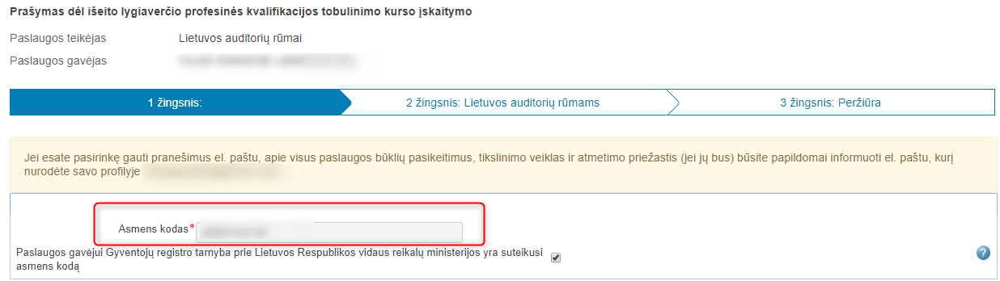 Prašymas dėl išeito lygiaverčio profesinės kvalifikacijos tobulinimo kurso įskaitymo
Paslaugos teikėjas Lietuvos auditorių rūmai
Paslaugos gavėjas
1 žingsnis: 2 žingsnis: Lietuvos auditorių rūmams 3 žingsnis: Peržiūra
Jei esate pasirinkę gauti pranešimus el. paštu, apie visus paslaugos būklių pasikeitimus, tikslinimo veiklas ir atmetimo priežastis (jei jų bus) būsite papildomai informuoti el. paštu, kurį
nurodėte savo profilyje
Asmens kodas*
Paslaugos gavėjui Gyventojų registro tarnyba prie Lietuvos Respublikos vidaus reikalų ministerijos yra suteikusi
asmens kodą
?